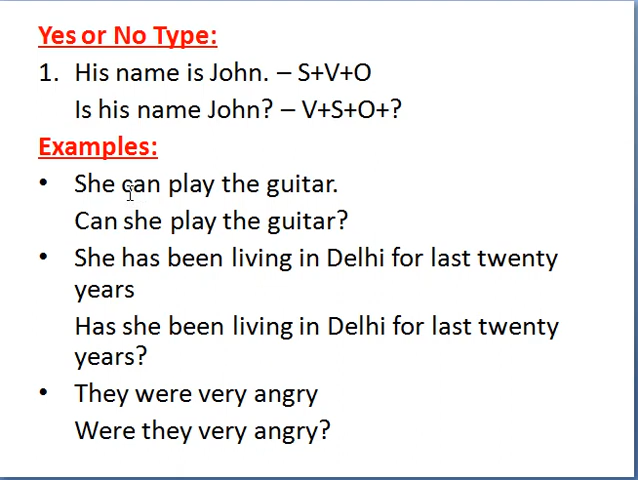 Yes or No Type:
1. His name is John. – S+V+O
Is his name John? – V+S+O+?
Examples:
• She can play the guitar.
Can she play the guitar?
• She has been living in Delhi for last twenty
years
Has she been living in Delhi for last twenty
years?
• They were very angry
Were they very angry?